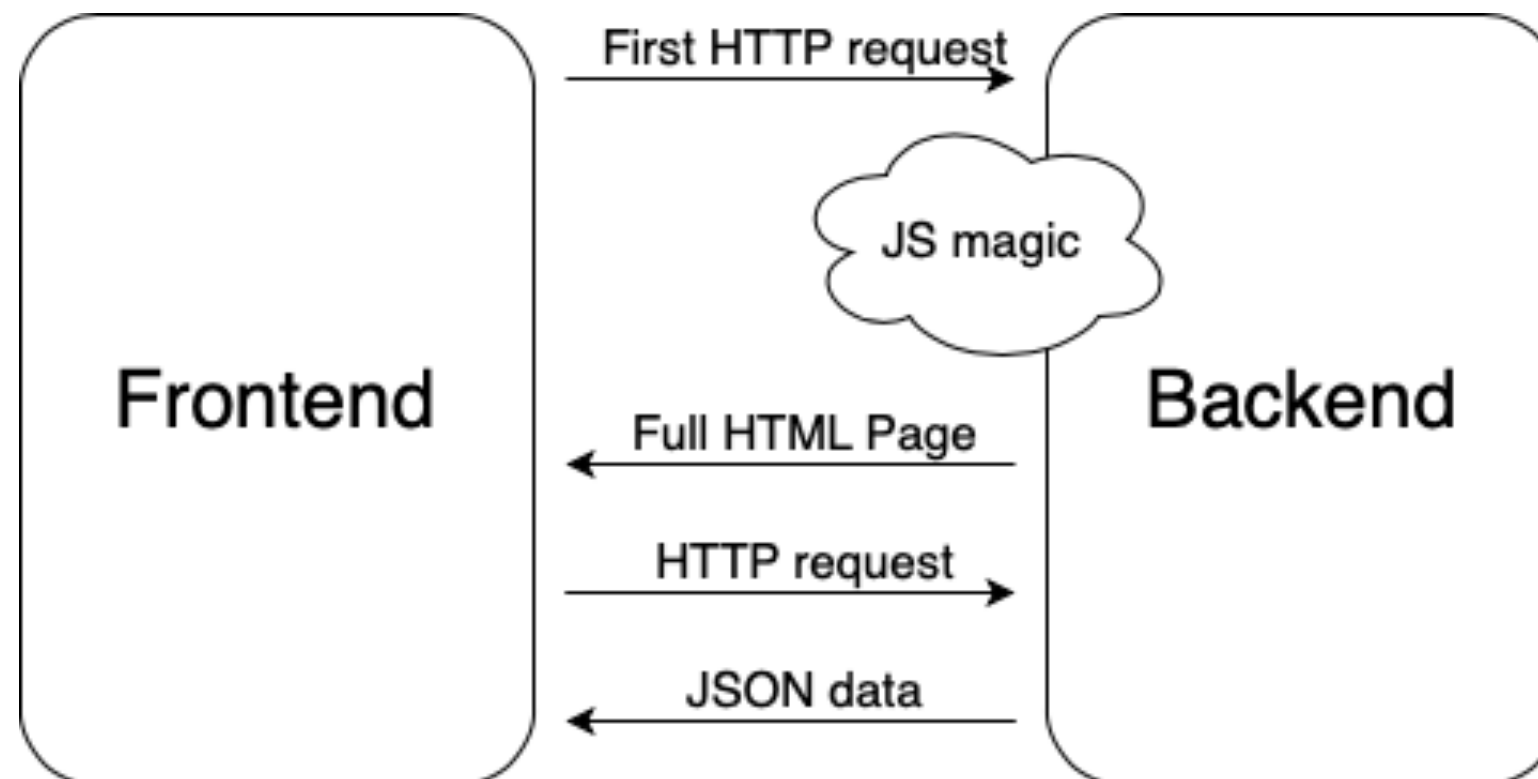 First HTTP request
JS magic
Frontend
Backend
Full HTML Page
HTTP request
JSON data